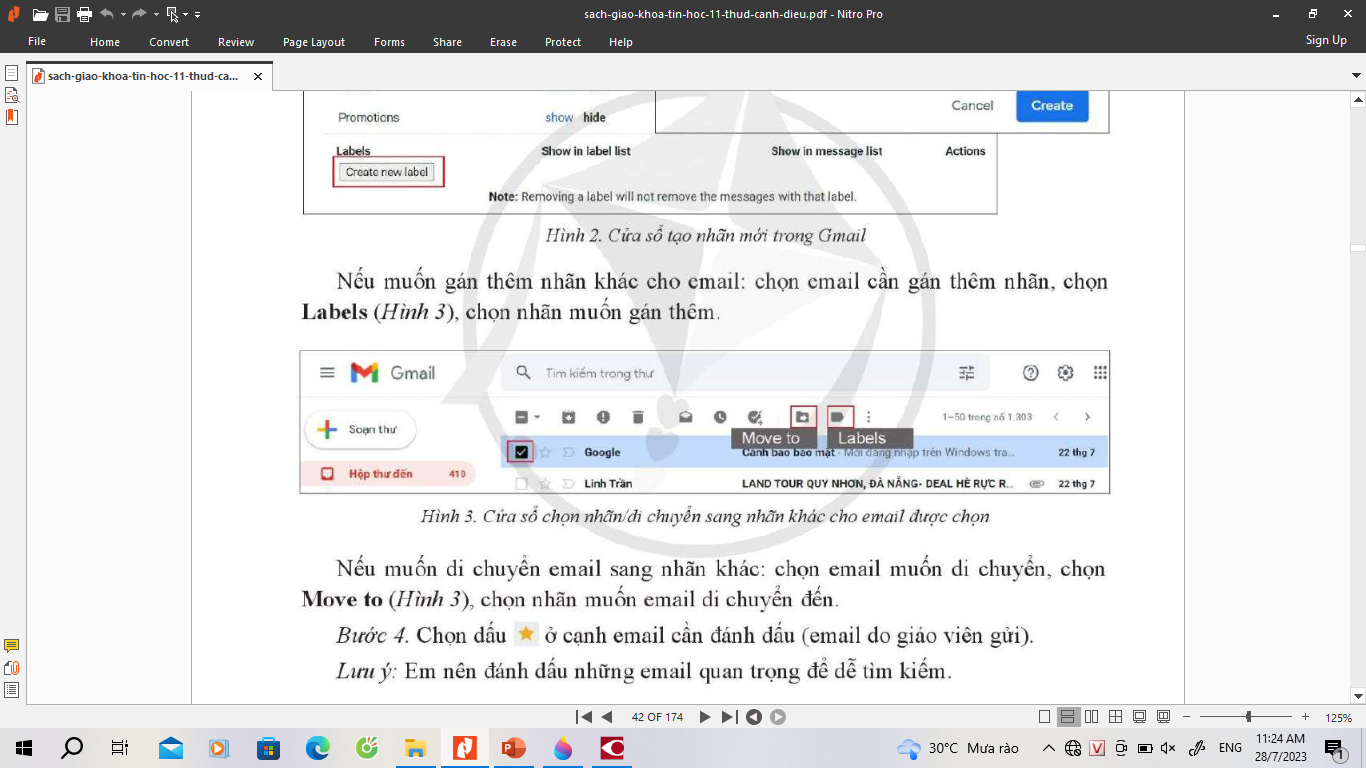 sach-giao-khoa-tin-hoc-11-thud-canh-dieu.pdf - Nitro Pro
File Home Convert Review Page Layout Forms Share Erase Protect Help Sign Up
sach-giao-khoa-tin-hoc-11-thud-ca...
Cancel Create
Promotions show hide
Labels Show in label list Show in message list Actions
Create new label
Note: Removing a label will not remove the messages with that label.
Hình 2. Cửa sổ tạo nhãn mới trong Gmail
Nếu muốn gán thêm nhãn khác cho email: chọn email cần gán thêm nhãn, chọn
Labels (Hình 3), chọn nhãn muốn gán thêm.
Gmail Tìm kiếm trong thư
Soạn thư 1–50 trong số 1.303
Move to Labels
Google Cảnh báo bảo mật - Mới đăng nhập trên Windows tra... 22 thg 7
Hộp thư đến 410
Linh Trần LAND TOUR QUY NHƠN, ĐÀ NẴNG- DEAL HÈ RỰC R... 22 thg 7
Hình 3. Cửa sổ chọn nhãn/di chuyển sang nhãn khác cho email được chọn
Nếu muốn di chuyển email sang nhãn khác: chọn email muốn di chuyển, chọn
Move to (Hình 3), chọn nhãn muốn email di chuyển đến.
Bước 4. Chọn dấu ở cạnh email cần đánh dấu (email do giáo viên gửi).
Lưu ý: Em nên đánh dấu những email quan trọng để dễ tìm kiếm.
42 OF 174 125%
30°C Mưa rào ENG 11:24 AM
28/7/2023 1